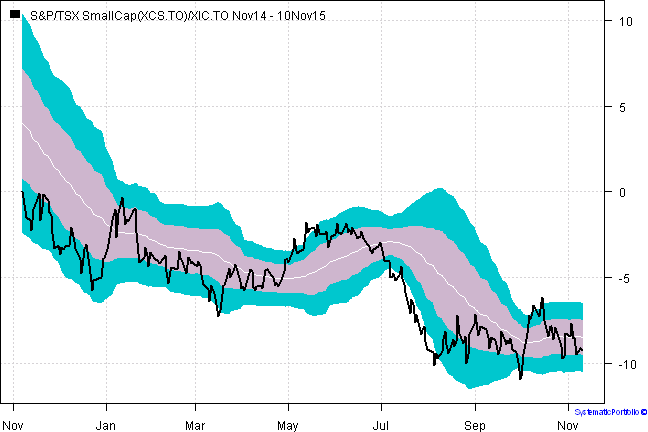 S&P/TSX SmallCap(XCS.TO)/XIC.TO Nov14 - 10Nov15
10
5
0
-5
-10
Nov Jan Mar May Jul Sep Nov
SystematicPortfolio ©